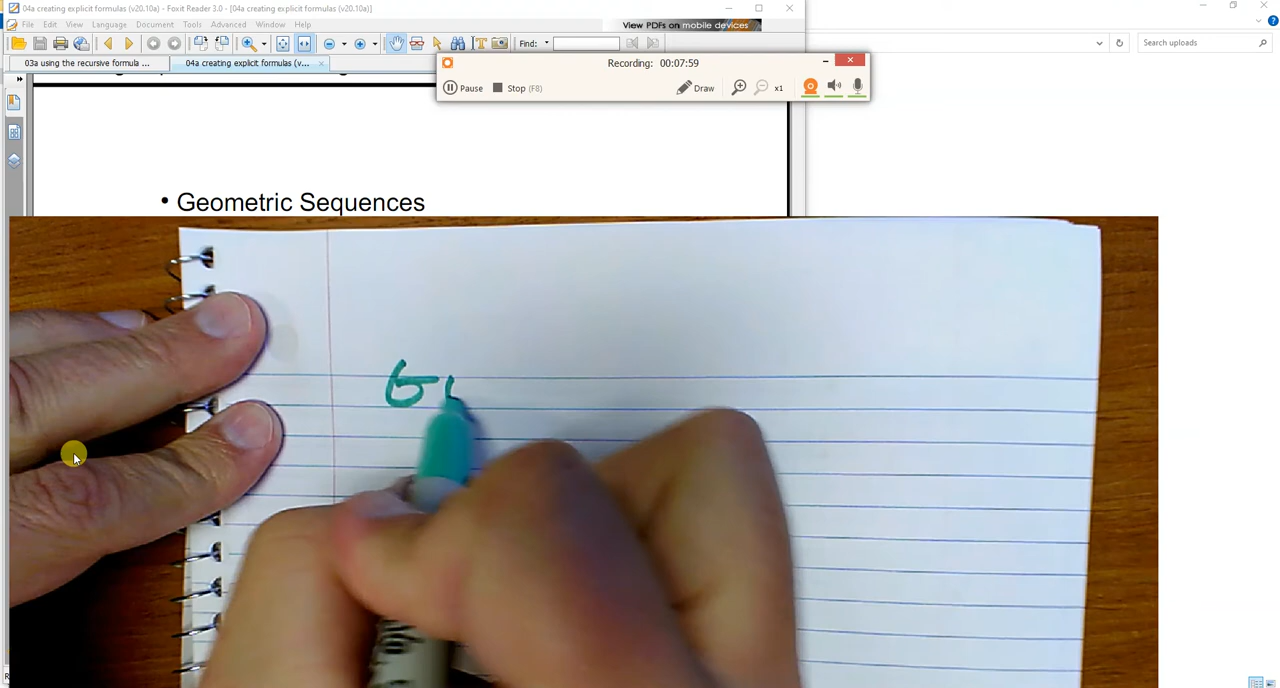 04a creating explicit formulas (v20.10a) - Foxit Reader 3.0 - [04a creating explicit formulas (v20.10a)]
File Edit View Language Document Tools Advanced Window Help
View PDFs on mobile devices
Find:
Search uploads
03a using the recursive formula ...
04a creating explicit formulas (v...
Recording: 00:07:59
Pause Stop (F8) Draw x1
• Geometric Sequences